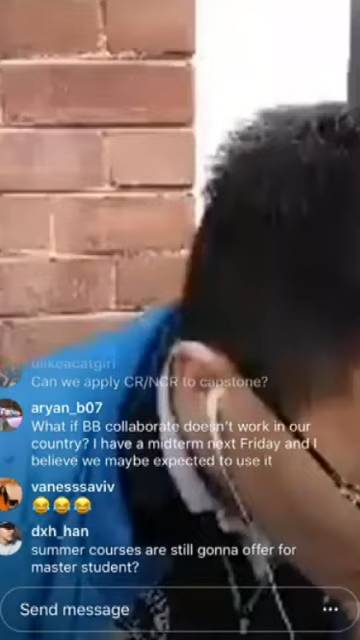 ulikeacatgirl
Can we apply CR/NCR to capstone?
aryan_b07
What if BB collaborate doesn't work in our
country? I have a midterm next Friday and I
believe we maybe expected to use it
vanesssaviv
😂😂😂
dxh_han
summer courses are still gonna offer for
master student?
Send message